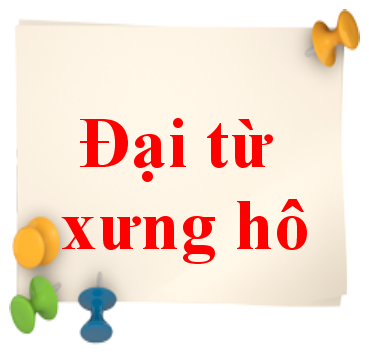 Đại từ
xưng hô